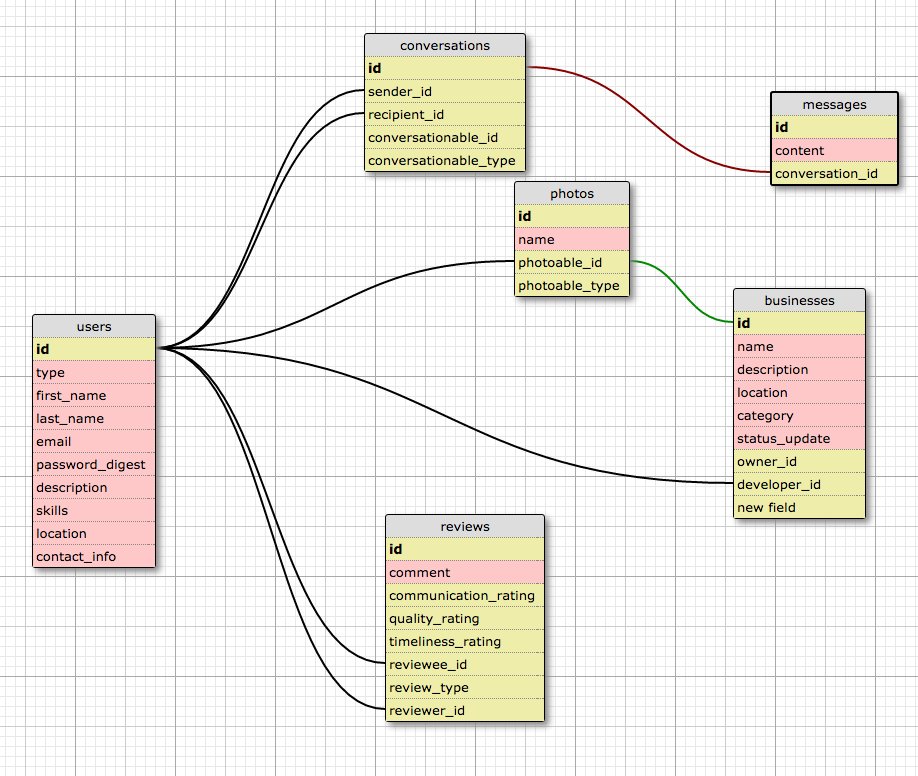 conversations
id
sender_id
recipient_id
conversationable_id
conversationable_type
messages
id
content
conversation_id
photos
id
name
photoable_id
photoable_type
businesses
id
name
description
location
category
status_update
owner_id
developer_id
new field
users
id
type
first_name
last_name
email
password_digest
description
skills
location
contact_info
reviews
id
comment
communication_rating
quality_rating
timeliness_rating
reviewee_id
review_type
reviewer_id